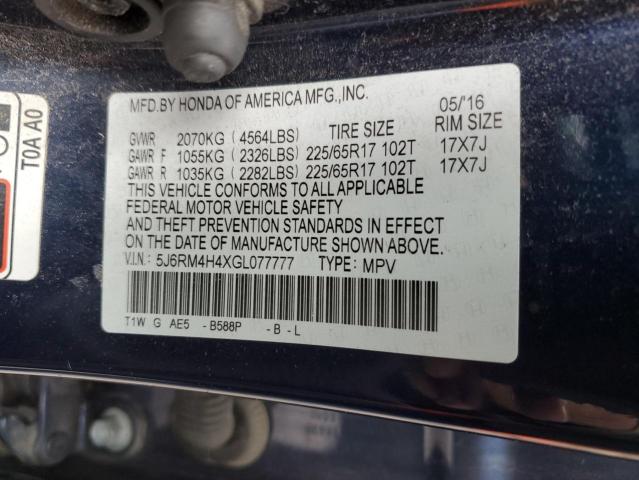 MFD.BY HONDA OF AMERICA MFG.,INC. 05/'16
GVWR 2070KG (4564LBS) TIRE SIZE RIM SIZE
GAWR F 1055KG (2326LBS) 225/65R17 102T 17X7J
GAWR R 1035KG (2282LBS) 225/65R17 102T 17X7J
THIS VEHICLE CONFORMS TO ALL APPLICABLE
FEDERAL MOTOR VEHICLE SAFETY
AND THEFT PREVENTION STANDARDS IN EFFECT
ON THE DATE OF MANUFACTURE SHOWN ABOVE.
V.I.N.: 5J6RM4H4XGL077777 TYPE: MPV
T1W G AE5 -B588P -B-L
T0A A0